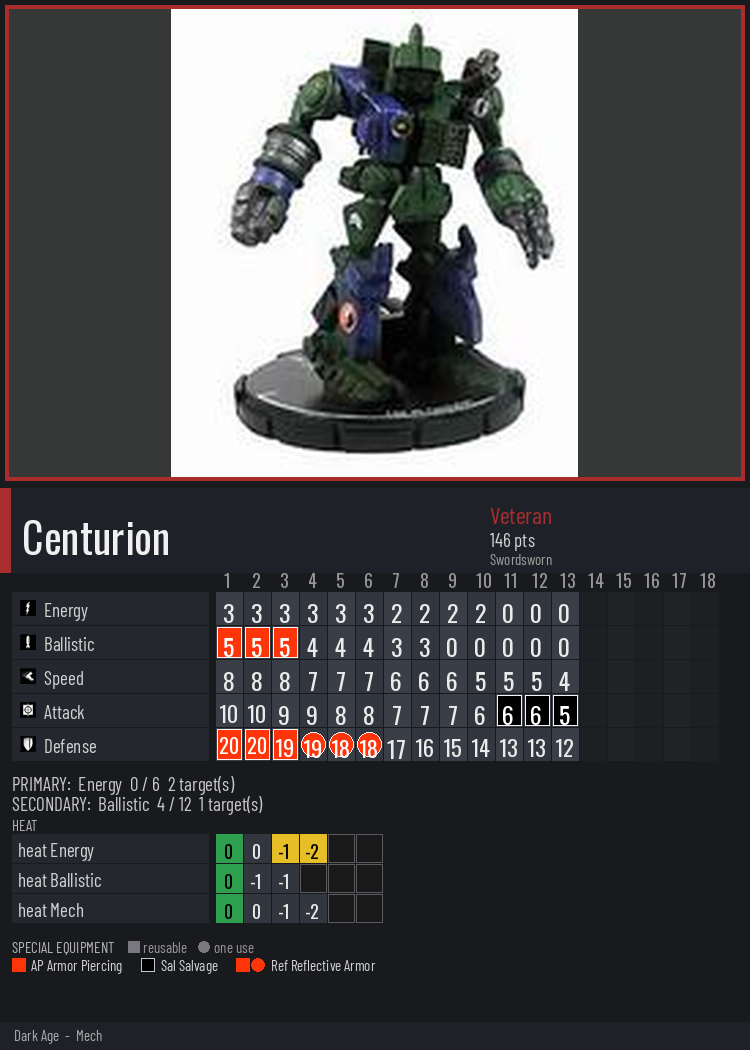 Centurion
Veteran
146 pts
Swordsworn
1 2 3 4 5 6 7 8 9 10 11 12 13 14 15 16 17 18
Energy 3 3 3 3 3 3 2 2 2 2 0 0 0
Ballistic 5 5 5 4 4 4 3 3 0 0 0 0 0
Speed 8 8 8 7 7 7 6 6 6 5 5 5 4
Attack 10 10 9 9 8 8 7 7 7 6 6 6 5
Defense 20 20 19 19 18 18 17 16 15 14 13 13 12
PRIMARY: Energy 0 / 6 2 target(s)
SECONDARY: Ballistic 4 / 12 1 target(s)
HEAT
heat Energy 0 0 -1 -2
heat Ballistic 0 -1 -1
heat Mech 0 0 -1 -2
SPECIAL EQUIPMENT reusable one use
AP Armor Piercing Sal Salvage Ref Reflective Armor
Dark Age - Mech